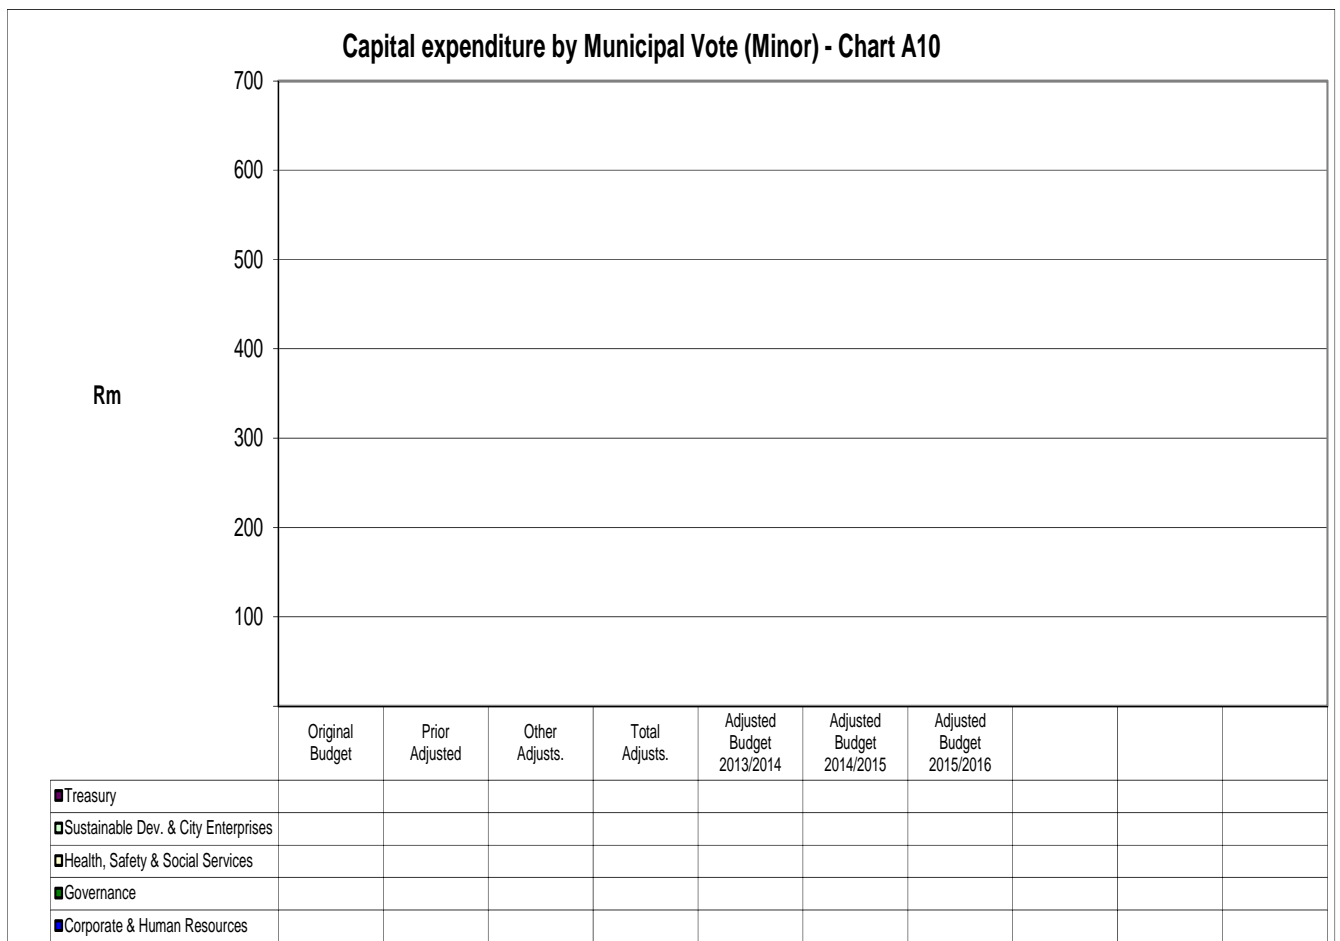 Capital expenditure by Municipal Vote (Minor) - Chart A10
700
600
500
400
Rm
300
200
100
Original
Budget
Prior
Adjusted
Other
Adjusts.
Total
Adjusts.
Adjusted
Budget
2013/2014
Adjusted
Budget
2014/2015
Adjusted
Budget
2015/2016
Treasury
Sustainable Dev. & City Enterprises
Health, Safety & Social Services
Governance
Corporate & Human Resources